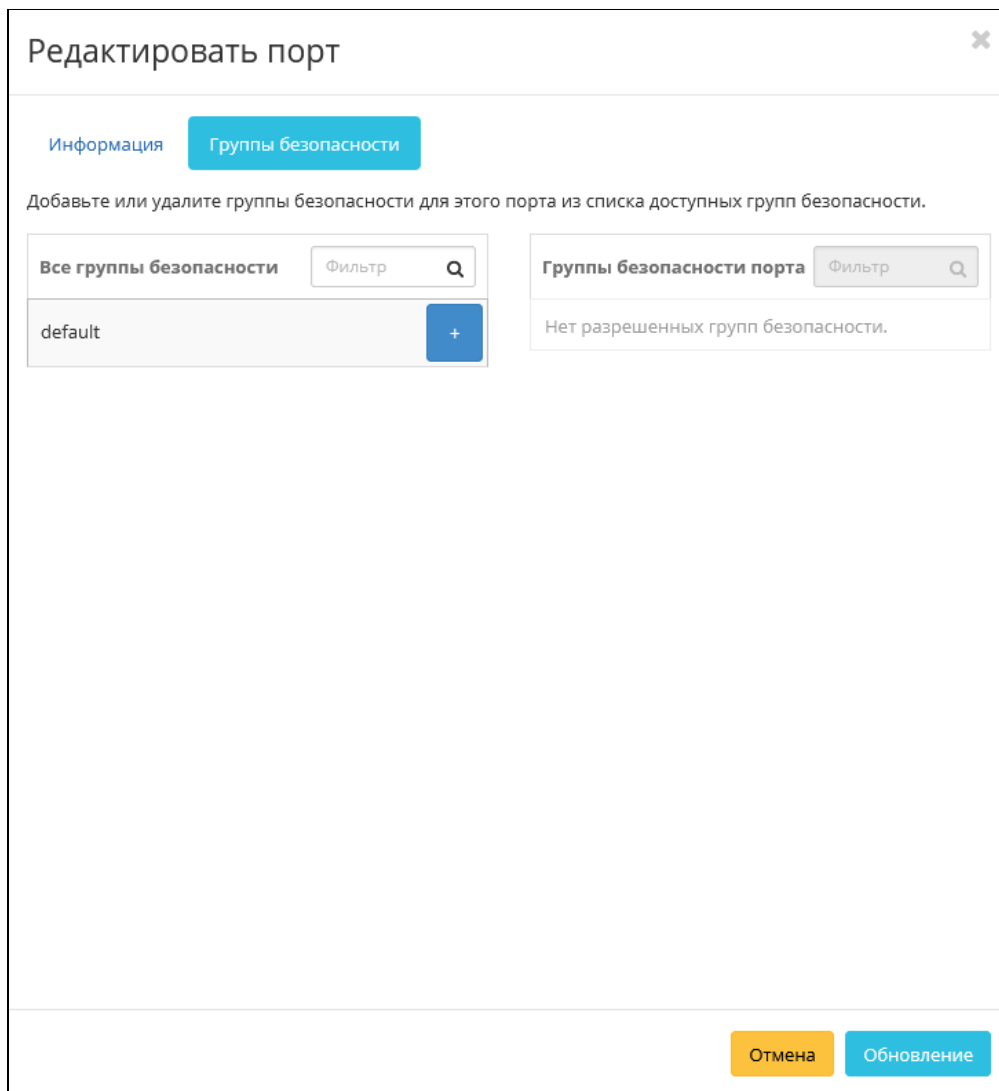 Редактировать порт
Информация
Группы безопасности
Добавьте или удалите группы безопасности для этого порта из списка доступных групп безопасности.
Все группы безопасности Фильтр
default +
Группы безопасности порта Фильтр
Нет разрешенных групп безопасности.
Отмена
Обновление